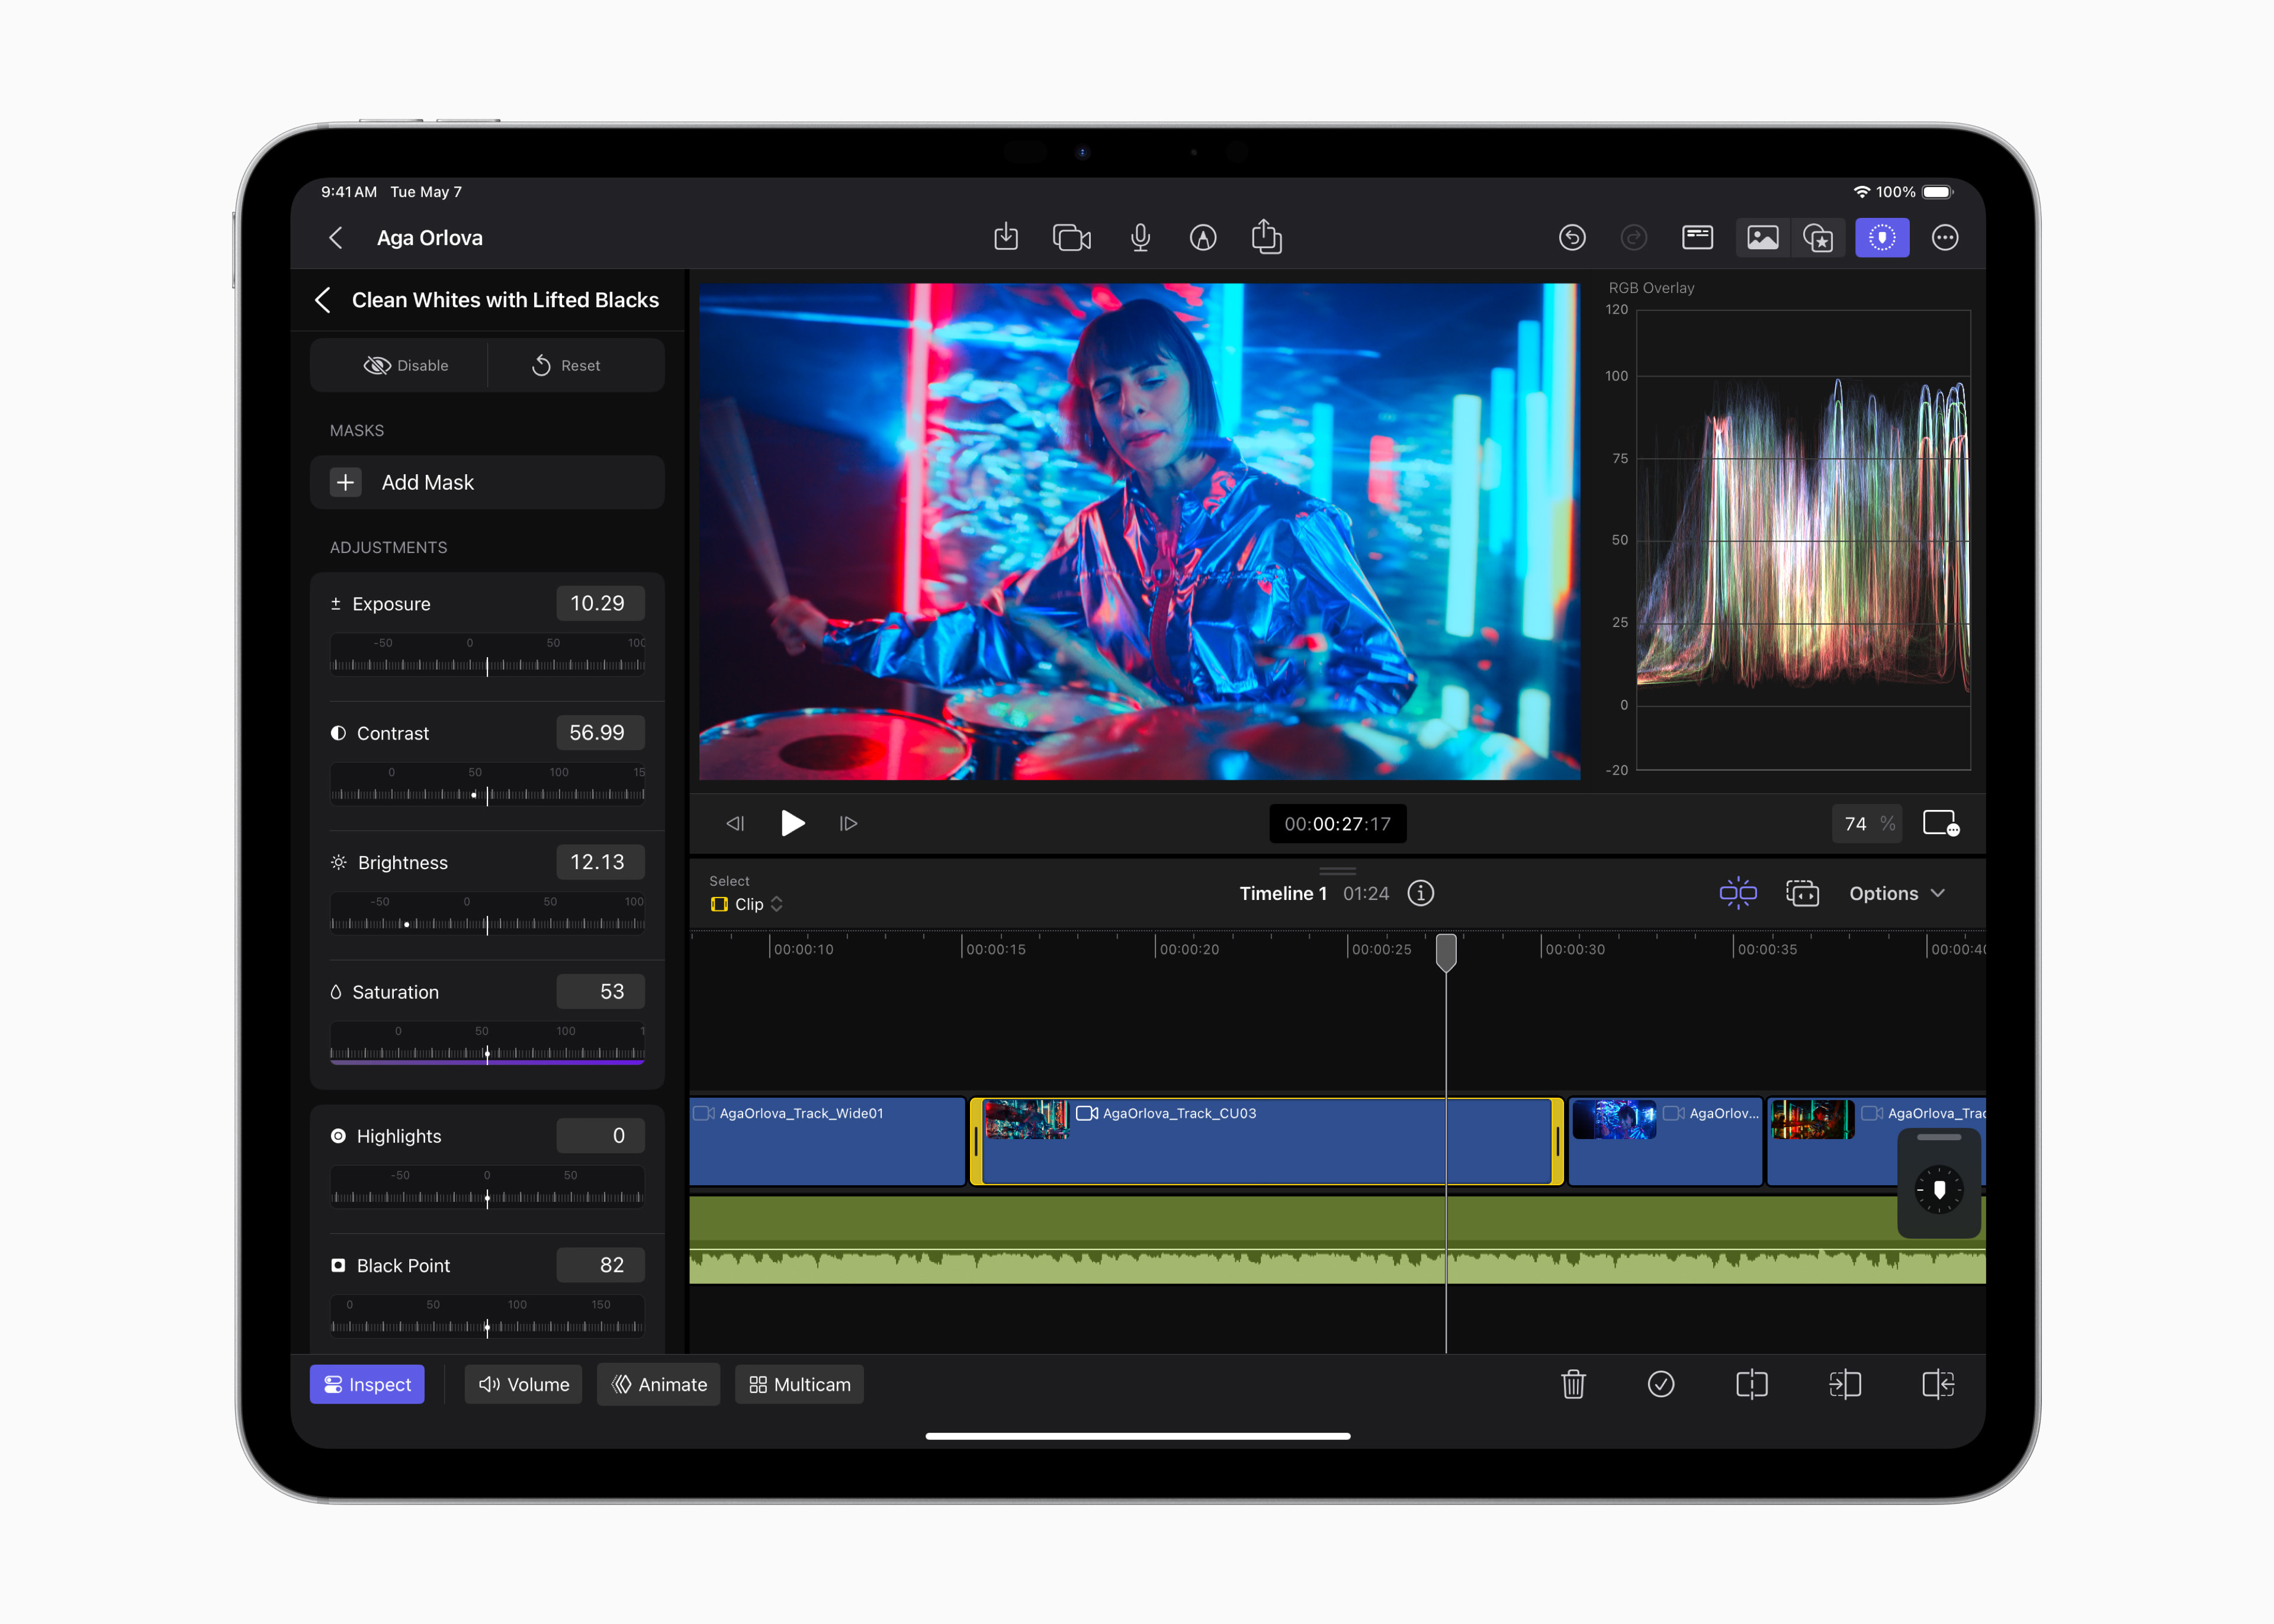 9:41 AM Tue May 7
100%
Aga Orlova
Clean Whites with Lifted Blacks
Disable
Reset
MASKS
Add Mask
ADJUSTMENTS
Exposure 10.29
-50 0 50 100
Contrast 56.99
0 50 100 15
Brightness 12.13
-50 0 50 100
Saturation 53
0 50 100 1
Highlights 0
-50 0 50
Black Point 82
0 50 100 150
RGB Overlay
120
100
75
50
25
0
-20
00:00:27:17
74 %
Select
Clip
Timeline 1 01:24
Options
00:00:10 00:00:15 00:00:20 00:00:25 00:00:30 00:00:35 00:00:40
AgaOrlova_Track_Wide01
AgaOrlova_Track_CU03
AgaOrlov...
AgaOrlova_Trac
Inspect
Volume
Animate
Multicam